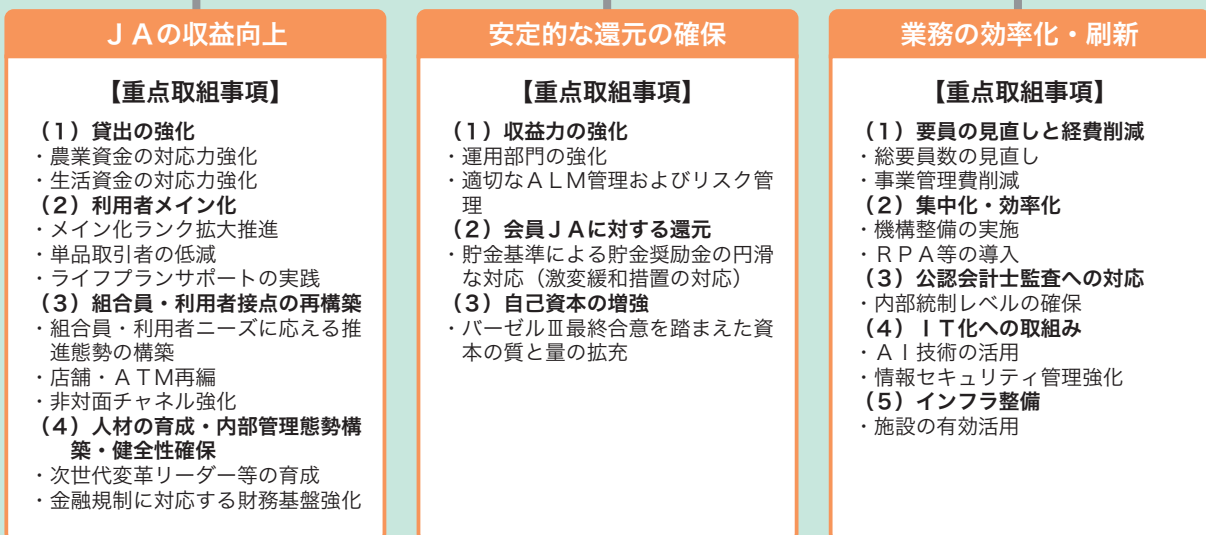 ＪＡの収益向上
【重点取組事項】
（1）貸出の強化
・農業資金の対応力強化
・生活資金の対応力強化
（2）利用者メイン化
・メイン化ランク拡大推進
・単品取引者の低減
・ライフプランサポートの実践
（3）組合員・利用者接点の再構築
・組合員・利用者ニーズに応える推
進態勢の構築
・店舗・ＡＴＭ再編
・非対面チャネル強化
（4）人材の育成・内部管理態勢構
築・健全性確保
・次世代変革リーダー等の育成
・金融規制に対応する財務基盤強化
安定的な還元の確保
【重点取組事項】
（1）収益力の強化
・運用部門の強化
・適切なＡＬＭ管理およびリスク管
理
（2）会員ＪＡに対する還元
・貯金基準による貯金奨励金の円滑
な対応（激変緩和措置の対応）
（3）自己資本の増強
・バーゼルⅢ最終合意を踏まえた資
本の質と量の拡充
業務の効率化・刷新
【重点取組事項】
（1）要員の見直しと経費削減
・総要員数の見直し
・事業管理費削減
（2）集中化・効率化
・機構整備の実施
・ＲＰＡ等の導入
（3）公認会計士監査への対応
・内部統制レベルの確保
（4）ＩＴ化への取組み
・ＡＩ技術の活用
・情報セキュリティ管理強化
（5）インフラ整備
・施設の有効活用